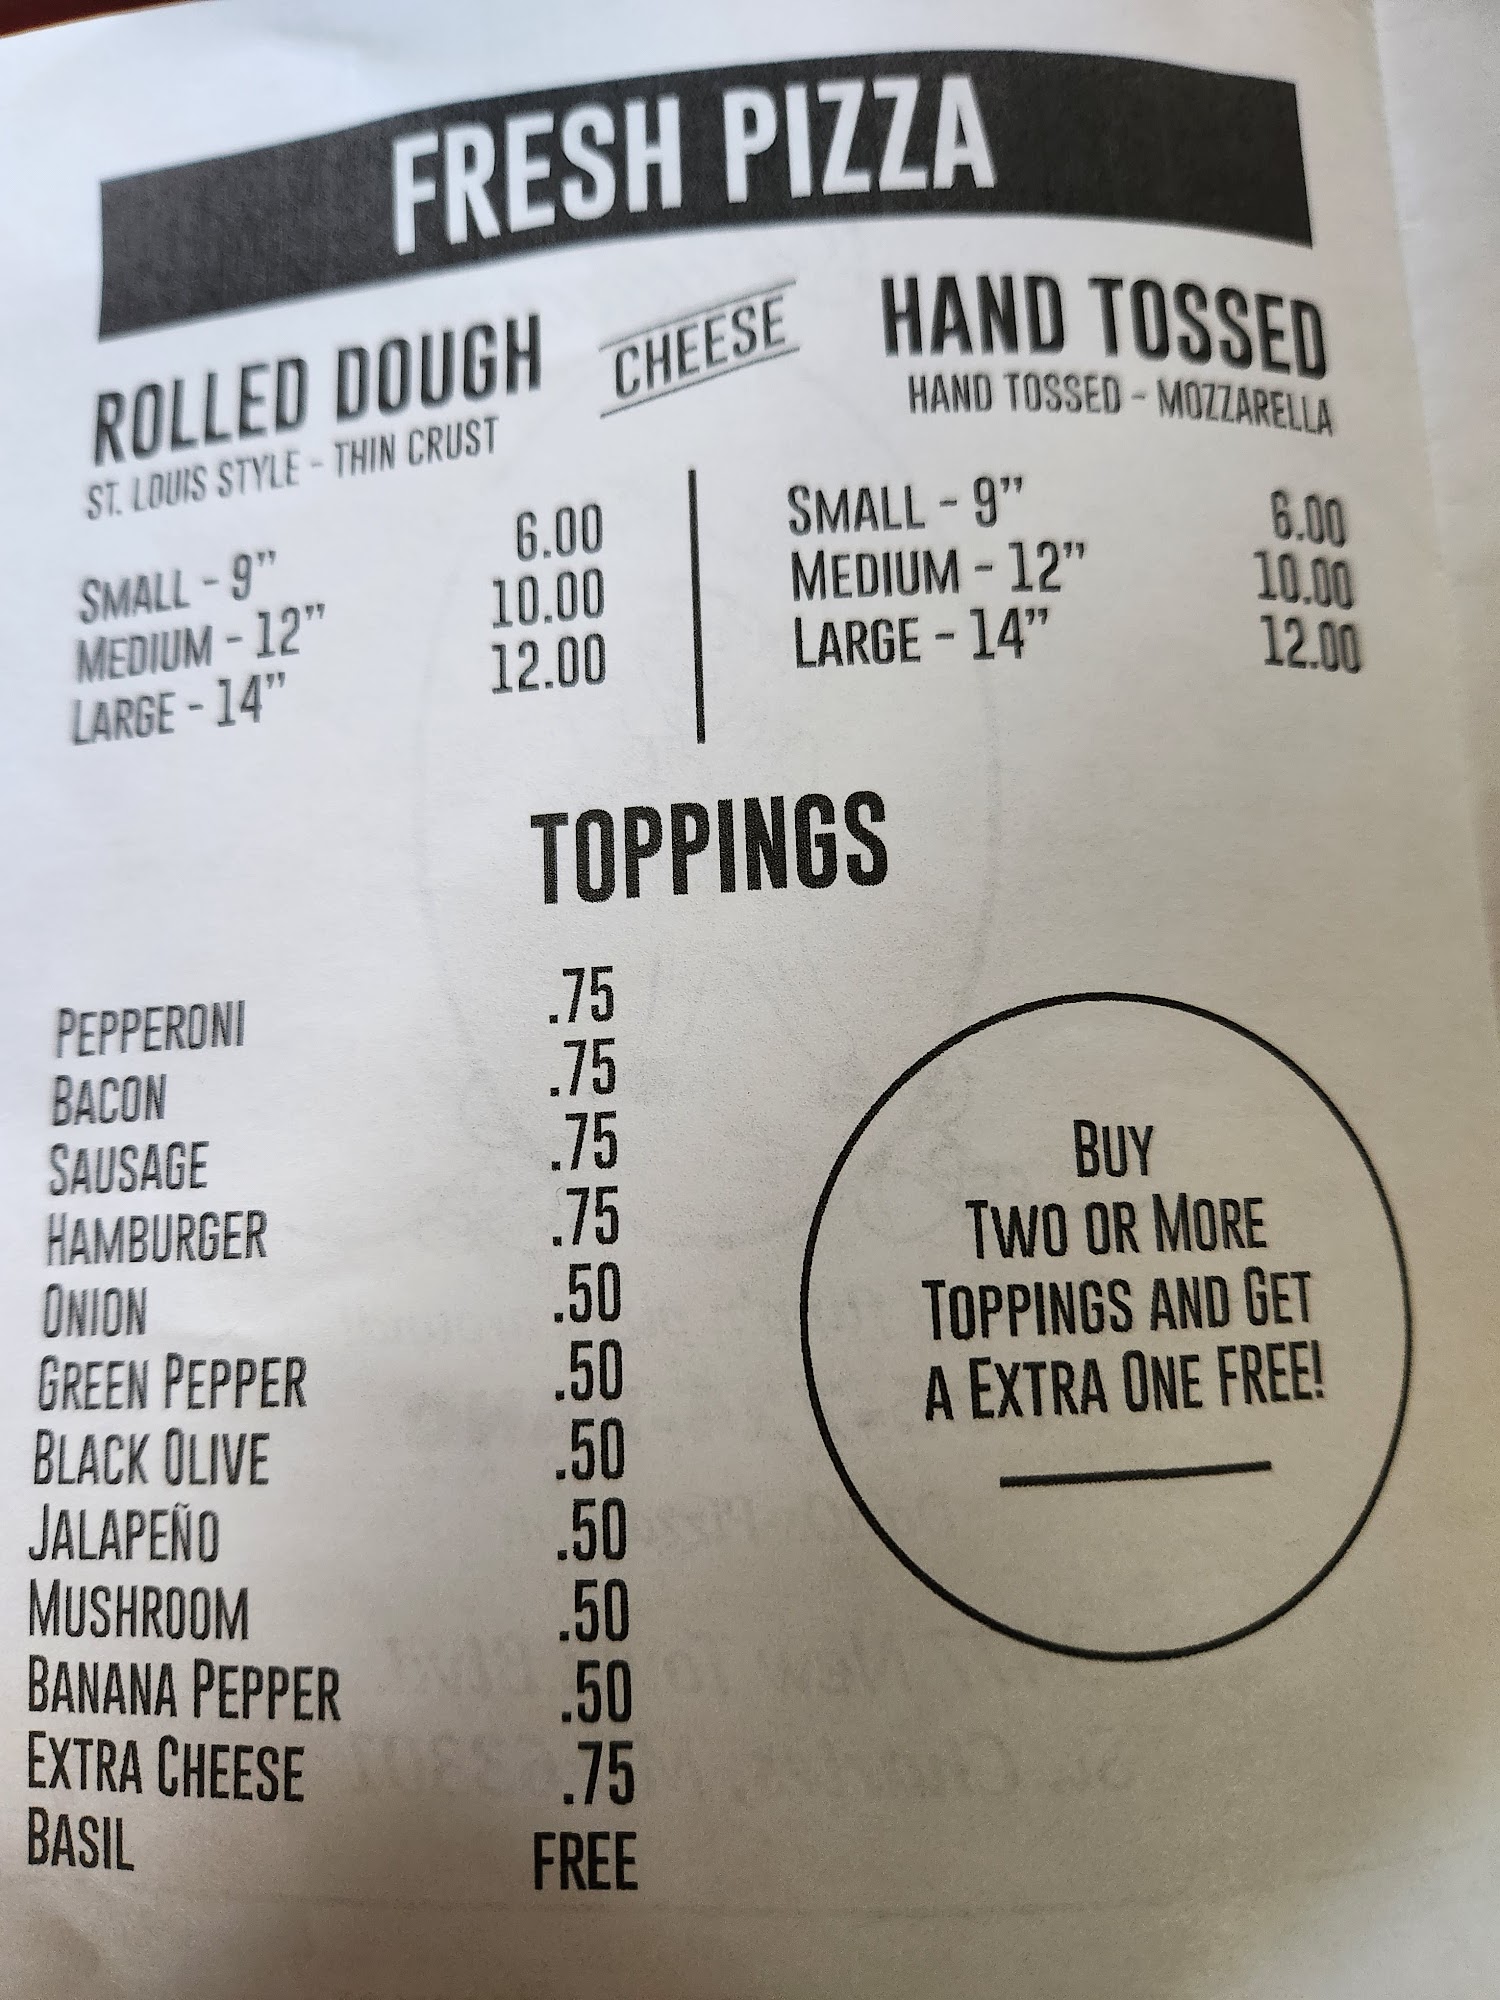 FRESH PIZZA
ROLLED DOUGH
ST. LOUIS STYLE - THIN CRUST
CHEESE
HAND TOSSED
HAND TOSSED - MOZZARELLA
SMALL - 9” 6.00
MEDIUM - 12” 10.00
LARGE - 14” 12.00
SMALL - 9” 6.00
MEDIUM - 12” 10.00
LARGE - 14” 12.00
TOPPINGS
PEPPERONI .75
BACON .75
SAUSAGE .75
HAMBURGER .75
ONION .50
GREEN PEPPER .50
BLACK OLIVE .50
JALAPEÑO .50
MUSHROOM .50
BANANA PEPPER .50
EXTRA CHEESE .75
BASIL FREE
BUY
TWO OR MORE
TOPPINGS AND GET
A EXTRA ONE FREE!